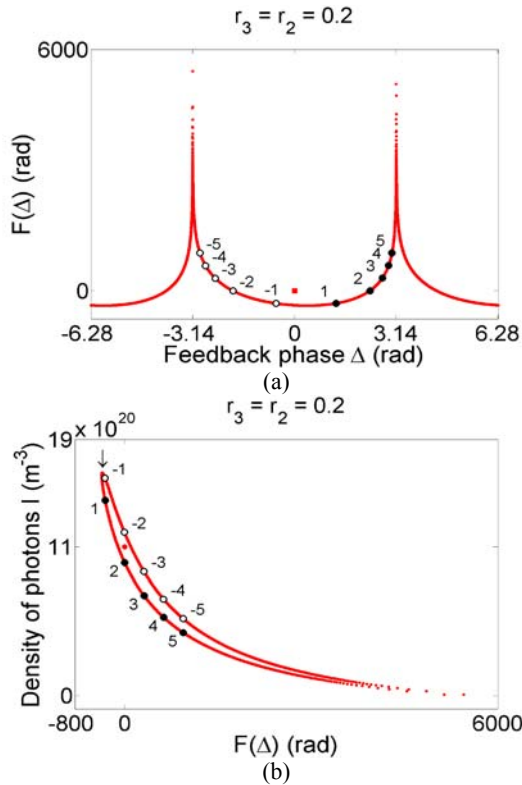 r₃ = r₂ = 0.2
6000
F(Δ) (rad)
-5
-4
-3
-2
-1
5
4
3
2
1
0
-6.28 -3.14 0 3.14 6.28
Feedback phase Δ (rad)
(a)
r₃ = r₂ = 0.2
19 x 10²⁰
Density of photons I (m⁻³)
-1
1
-2
11
2
-3
3
-4
4
-5
5
0
-800 0 6000
F(Δ) (rad)
(b)